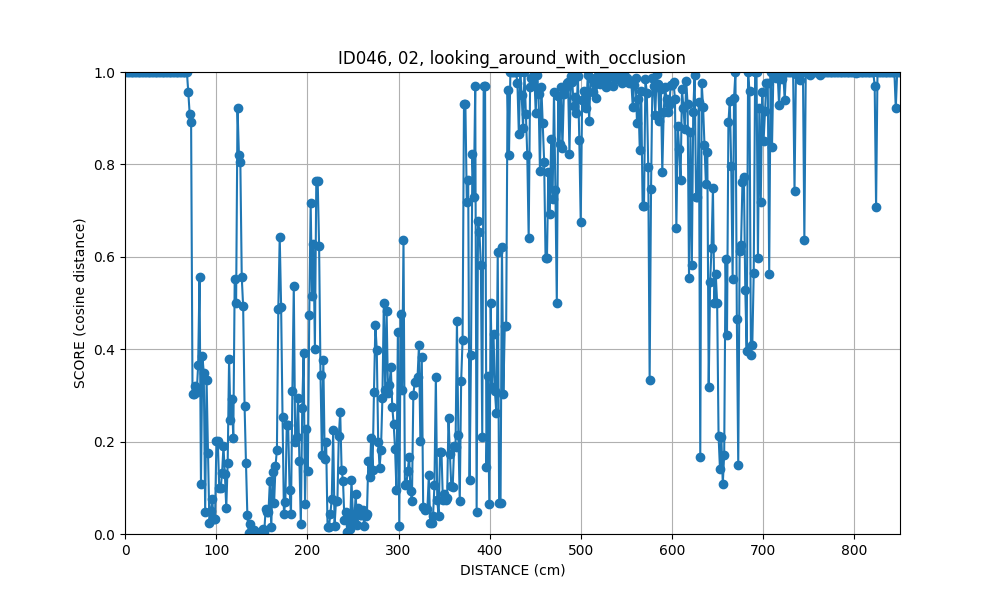 ID046, 02, looking_around_with_occlusion
SCORE (cosine distance)
1.0
0.8
0.6
0.4
0.2
0.0
0 100 200 300 400 500 600 700 800
DISTANCE (cm)